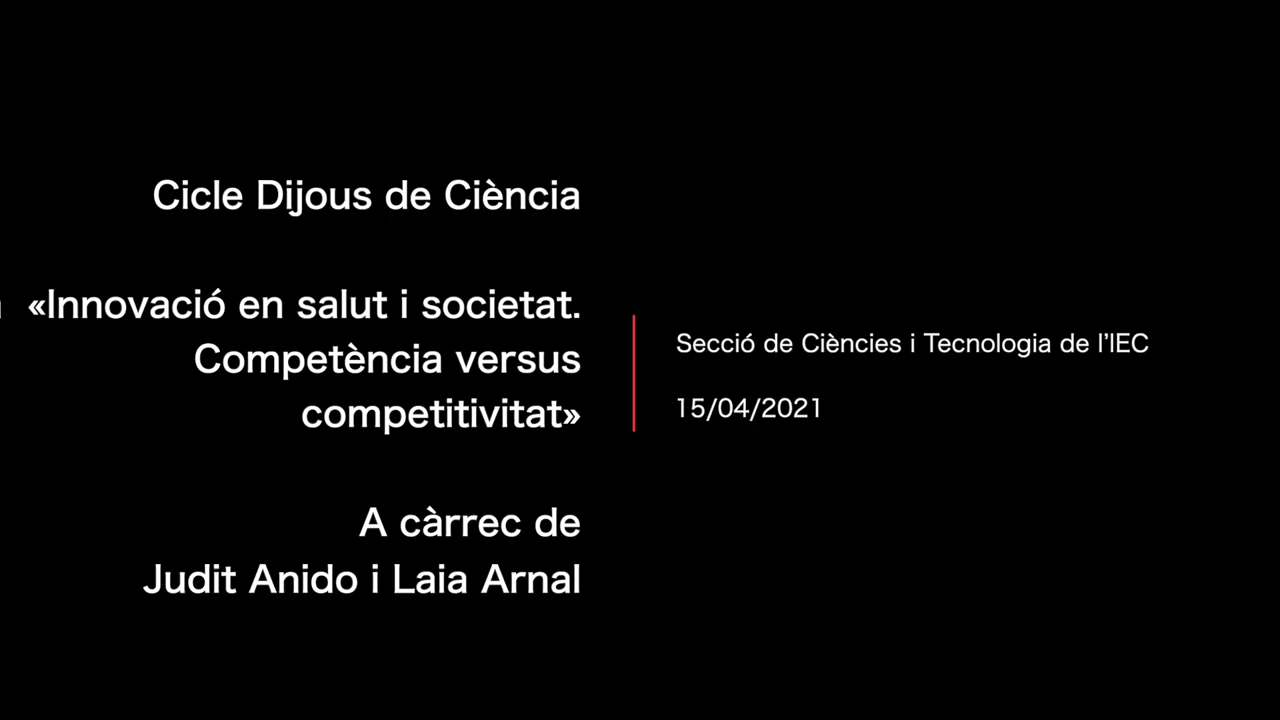 Cicle Dijous de Ciència
«Innovació en salut i societat.
Competència versus
competitivitat»
A càrrec de
Judit Anido i Laia Arnal
Secció de Ciències i Tecnologia de l'IEC
15/04/2021